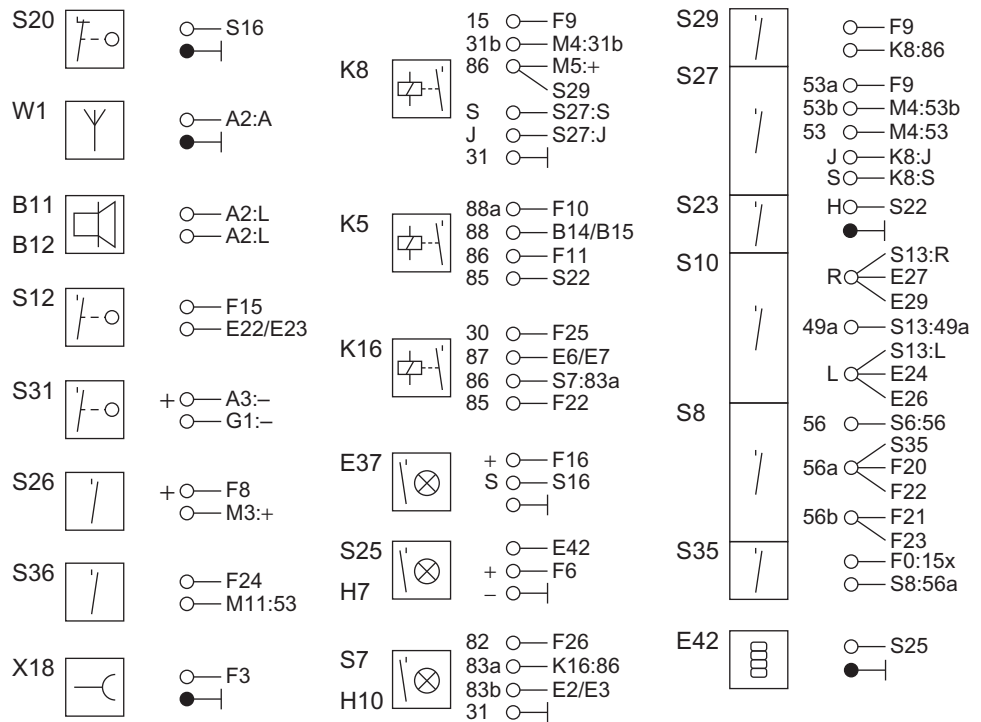 S20
S16
W1
A2:A
B11
B12
A2:L
A2:L
S12
F15
E22/E23
S31
+ A3:–
G1:–
S26
+ F8
M3:+
S36
F24
M11:53
X18
F3
K8
15 F9
31b M4:31b
86 M5:+
S29
S S27:S
J S27:J
31
K5
88a F10
88 B14/B15
86 F11
85 S22
K16
30 F25
87 E6/E7
86 S7:83a
85 F22
E37
+ F16
S S16
S25
H7
E42
+ F6
–
S7
H10
82 F26
83a K16:86
83b E2/E3
31
S29
F9
K8:86
S27
53a F9
53b M4:53b
53 M4:53
J K8:J
S K8:S
S23
H S22
S10
S13:R
R E27
E29
49a S13:49a
S13:L
L E24
E26
S8
56 S6:56
S35
56a F20
F22
56b F21
F23
S35
F0:15x
S8:56a
E42
S25